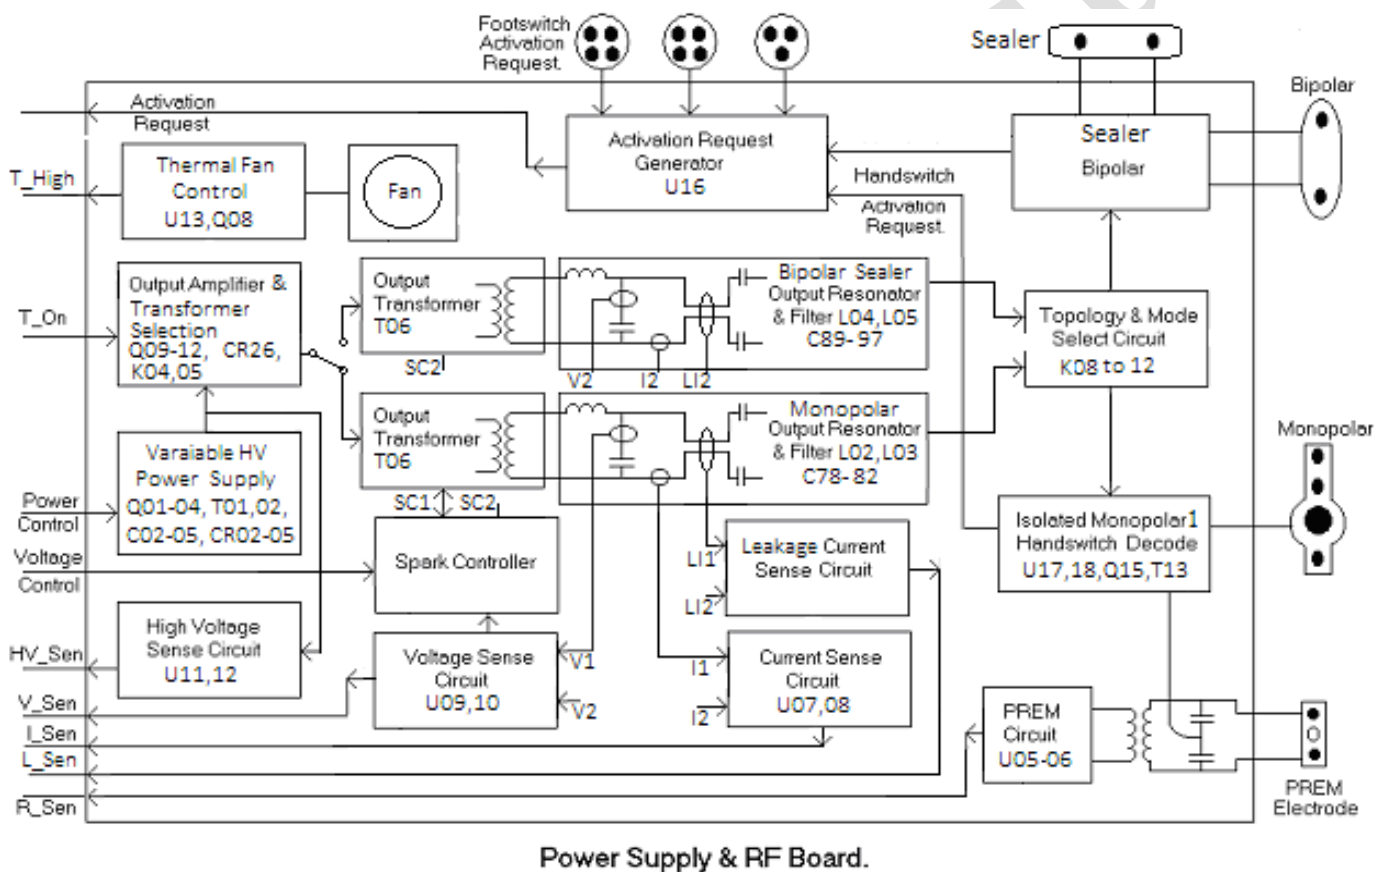 Footswitch
Activation
Request.
Sealer
Bipolar
Activation
Request
Activation Request
Generator
U16
Sealer
Bipolar
Thermal Fan
Control
U13,Q08
Fan
T_High
Handswitch
Activation
Request.
Output Amplifier &
Transformer
Selection
Q09-12, CR26,
K04,05
T_On
Output
Transformer
T06
SC2
Bipolar Sealer
Output Resonator
& Filter L04,L05
C89-97
V2
I2
LI2
Topology & Mode
Select Circuit
K08 to 12
Output
Transformer
T06
SC1
SC2
Monopolar
Output Resonator
& Filter L02,L03
C78-82
Monopolar
Varaiable HV
Power Supply
Q01-04, T01,02,
C02-05, CR02-05
Power
Control
Voltage
Control
Spark Controller
LI1
LI2
Leakage Current
Sense Circuit
Isolated Monopolar1
Handswitch Decode
U17,18,Q15,T13
High Voltage
Sense Circuit
U11,12
HV_Sen
Voltage Sense
Circuit
U09,10
V1
V2
I1
I2
Current Sense
Circuit
U07,08
PREM
Circuit
U05-06
PREM
Electrode
V_Sen
I_Sen
L_Sen
R_Sen
Power Supply & RF Board.